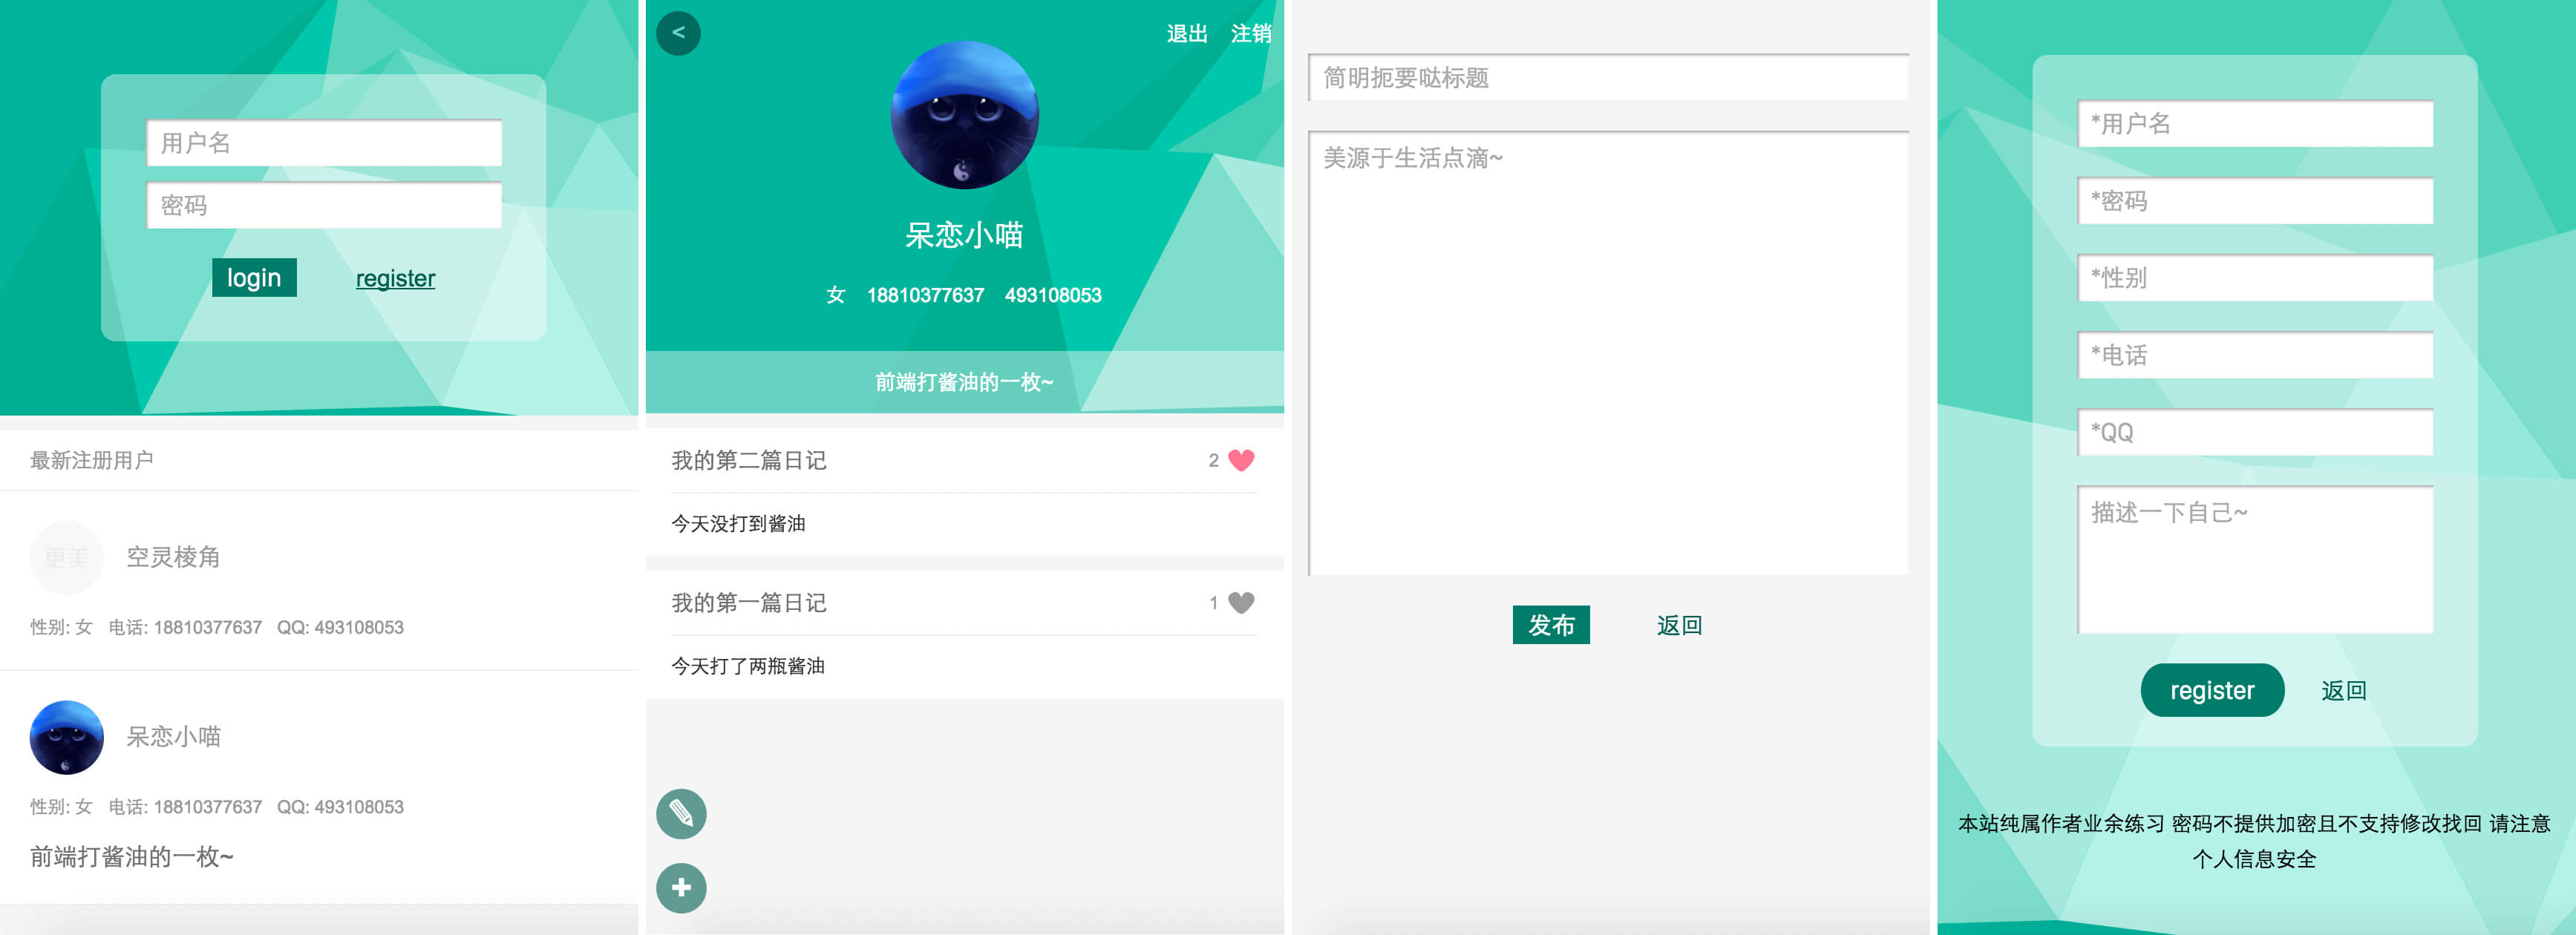 用户名
密码
login register
最新注册用户
更美 空灵棱角
性别: 女 电话: 18810377637 QQ: 493108053
呆恋小喵
性别: 女 电话: 18810377637 QQ: 493108053
前端打酱油的一枚~
< 退出 注销
呆恋小喵
女 18810377637 493108053
前端打酱油的一枚~
我的第二篇日记 2
今天没打到酱油
我的第一篇日记 1
今天打了两瓶酱油
简明扼要哒标题
美源于生活点滴~
发布 返回
*用户名
*密码
*性别
*电话
*QQ
描述一下自己~
register 返回
本站纯属作者业余练习 密码不提供加密且不支持修改找回 请注意
个人信息安全